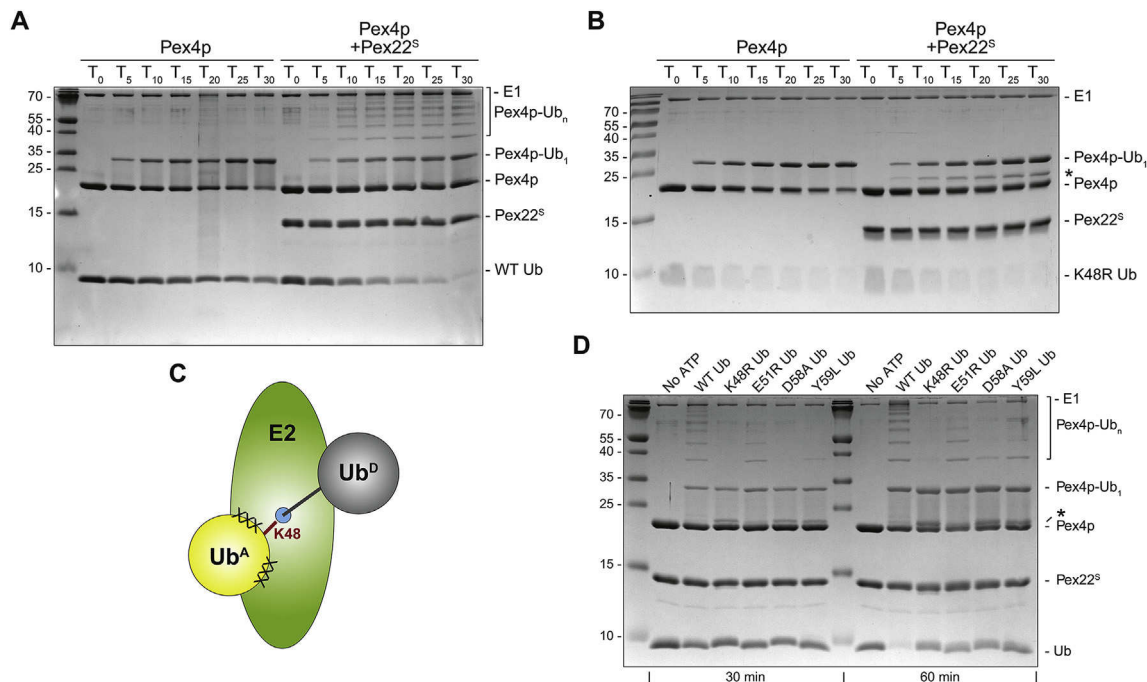 A
Pex4p
Pex4p
+Pex22ˢ
T₀ T₅ T₁₀ T₁₅ T₂₀ T₂₅ T₃₀ T₀ T₅ T₁₀ T₁₅ T₂₀ T₂₅ T₃₀
70 -
55 -
40 -
35 -
25 -
15 -
10 -
- E1
Pex4p-Ubₙ
- Pex4p-Ub₁
- Pex4p
- Pex22ˢ
- WT Ub
B
Pex4p
Pex4p
+Pex22ˢ
T₀ T₅ T₁₀ T₁₅ T₂₀ T₂₅ T₃₀ T₀ T₅ T₁₀ T₁₅ T₂₀ T₂₅ T₃₀
70 -
55 -
40 -
35 -
25 -
15 -
10 -
- E1
- Pex4p-Ub₁
*
- Pex4p
- Pex22ˢ
- K48R Ub
C
E2
Ubᴰ
K48
Ubᴬ
D
No ATP WT Ub K48R Ub E51R Ub D58A Ub Y59L Ub No ATP WT Ub K48R Ub E51R Ub D58A Ub Y59L Ub
70 -
55 -
40 -
35 -
25 -
15 -
10 -
- E1
Pex4p-Ubₙ
- Pex4p-Ub₁
*
- Pex4p
- Pex22ˢ
- Ub
30 min 60 min